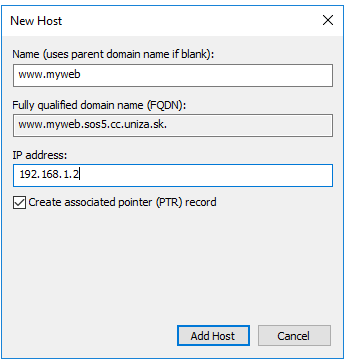 New Host
Name (uses parent domain name if blank):
www.myweb
Fully qualified domain name (FQDN):
www.myweb.sos5.cc.uniza.sk.
IP address:
192.168.1.2
Create associated pointer (PTR) record
Add Host Cancel